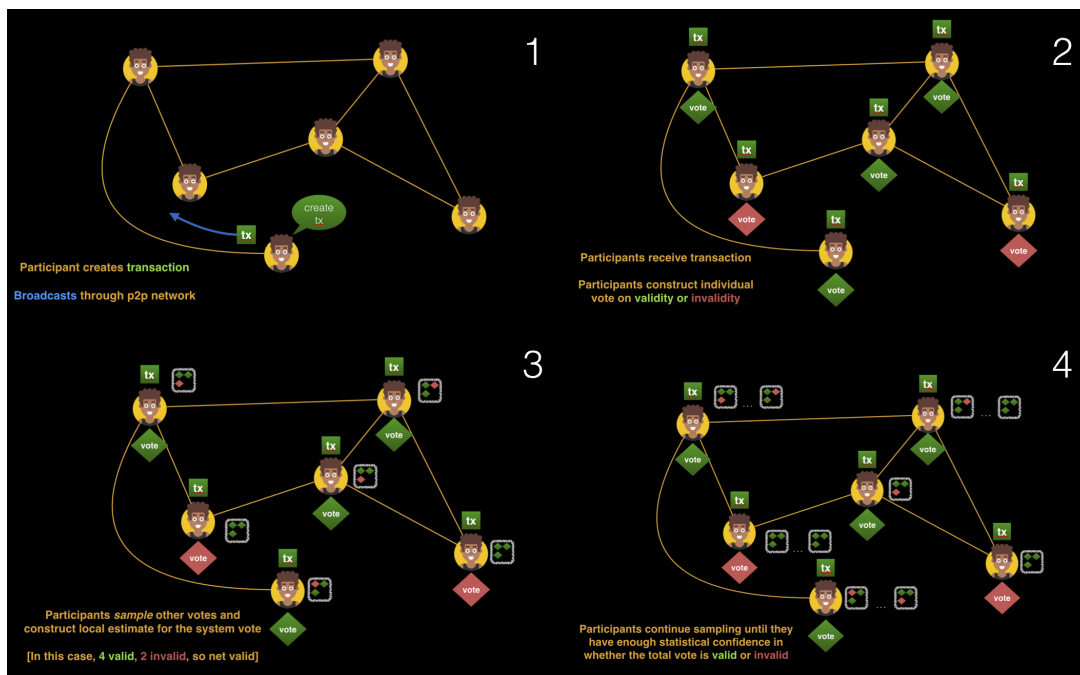 1
create
tx
tx
Participant creates transaction
Broadcasts through p2p network
2
tx
tx
vote
vote
tx
vote
tx
vote
tx
vote
tx
vote
Participants receive transaction
Participants construct individual
vote on validity or invalidity
3
tx
tx
vote
vote
tx
vote
tx
vote
tx
vote
tx
vote
Participants sample other votes and
construct local estimate for the system vote
[In this case, 4 valid, 2 invalid, so net valid]
4
tx
...
tx
...
vote
vote
tx
vote
tx
...
vote
tx
vote
tx
...
vote
Participants continue sampling until they
have enough statistical confidence in
whether the total vote is valid or invalid